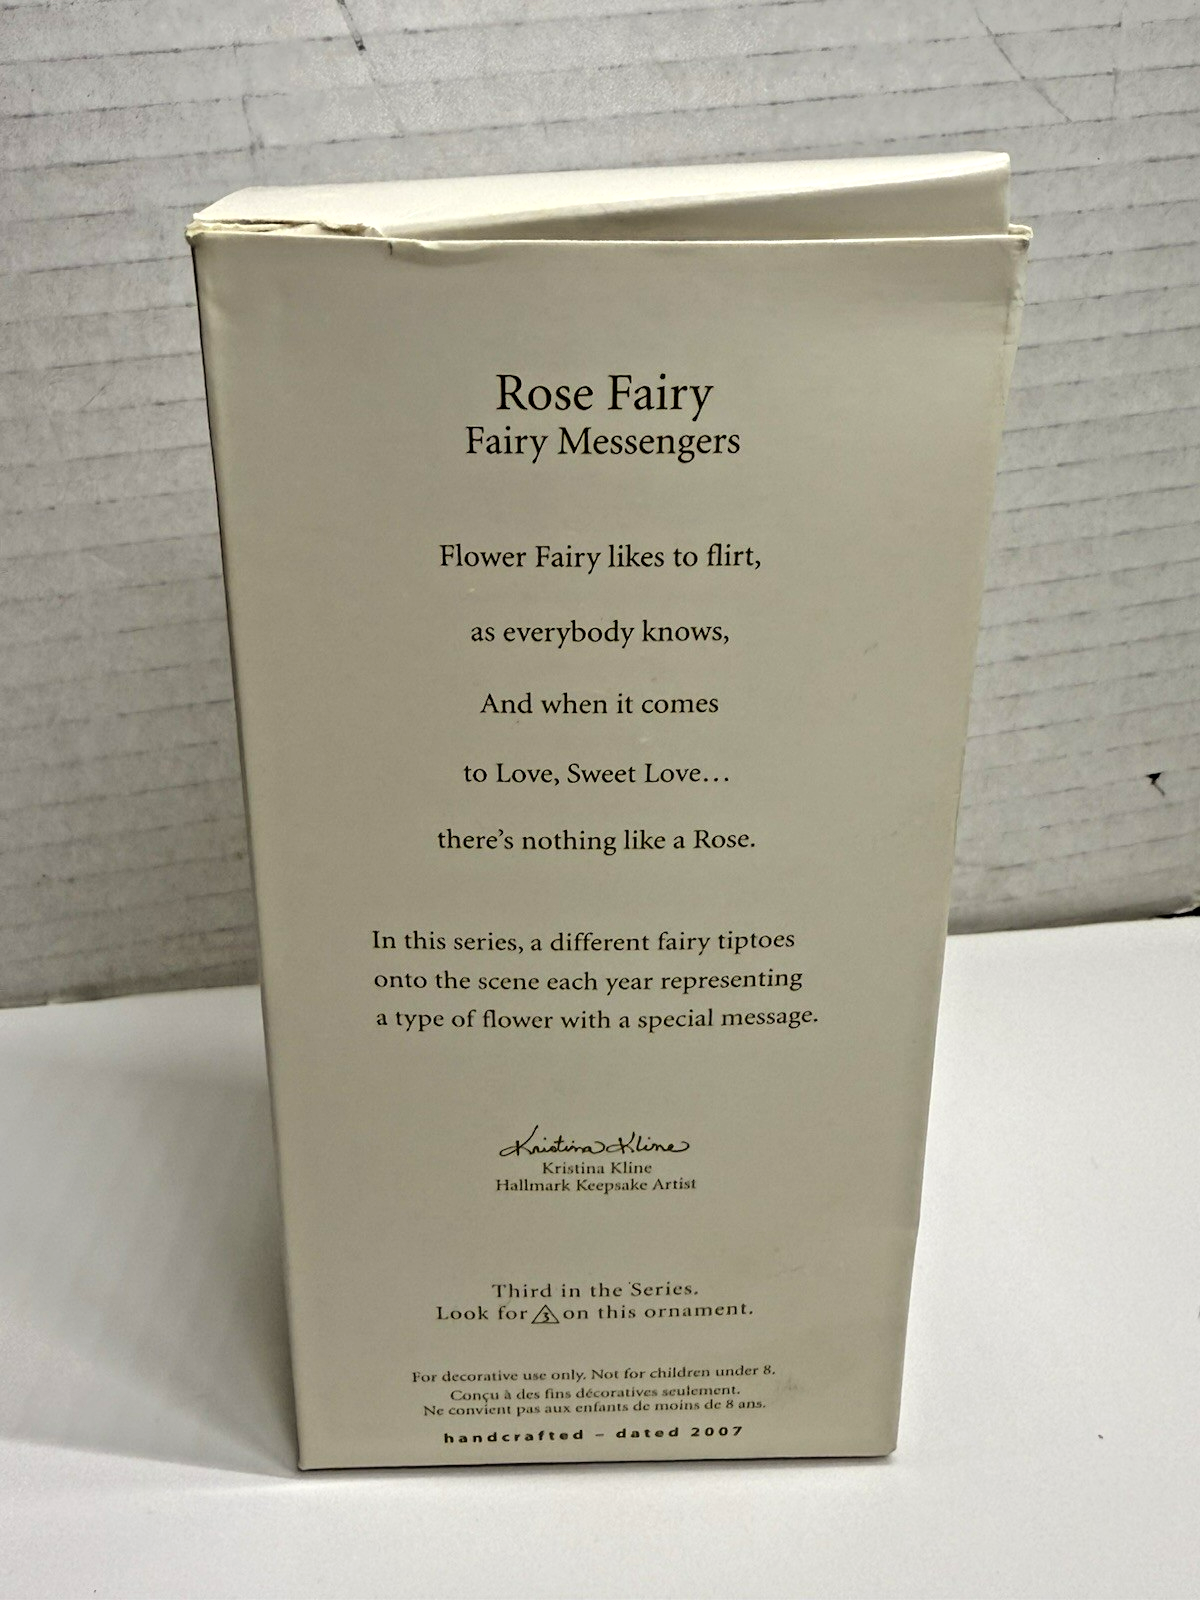 Rose Fairy
Fairy Messengers
Flower Fairy likes to flirt,
as everybody knows,
And when it comes
to Love, Sweet Love...
there's nothing like a Rose.
In this series, a different fairy tiptoes
onto the scene each year representing
a type of flower with a special message.
Kristina Kline
Kristina Kline
Hallmark Keepsake Artist
Third in the Series.
Look for 3 on this ornament.
For decorative use only. Not for children under 8.
Conçu à des fins décoratives seulement.
Ne convient pas aux enfants de moins de 8 ans.
handcrafted – dated 2007